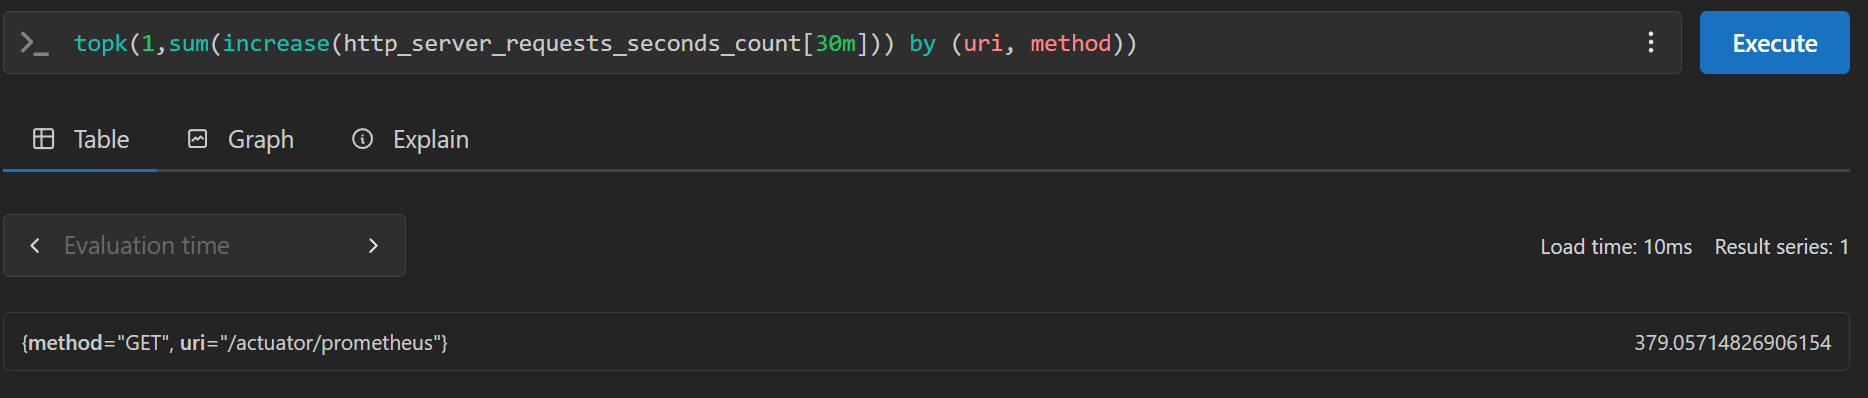 >_ topk(1,sum(increase(http_server_requests_seconds_count[30m])) by (uri, method))
Execute
Table Graph Explain
Evaluation time
Load time: 10ms Result series: 1
{method="GET", uri="/actuator/prometheus"} 379.05714826906154